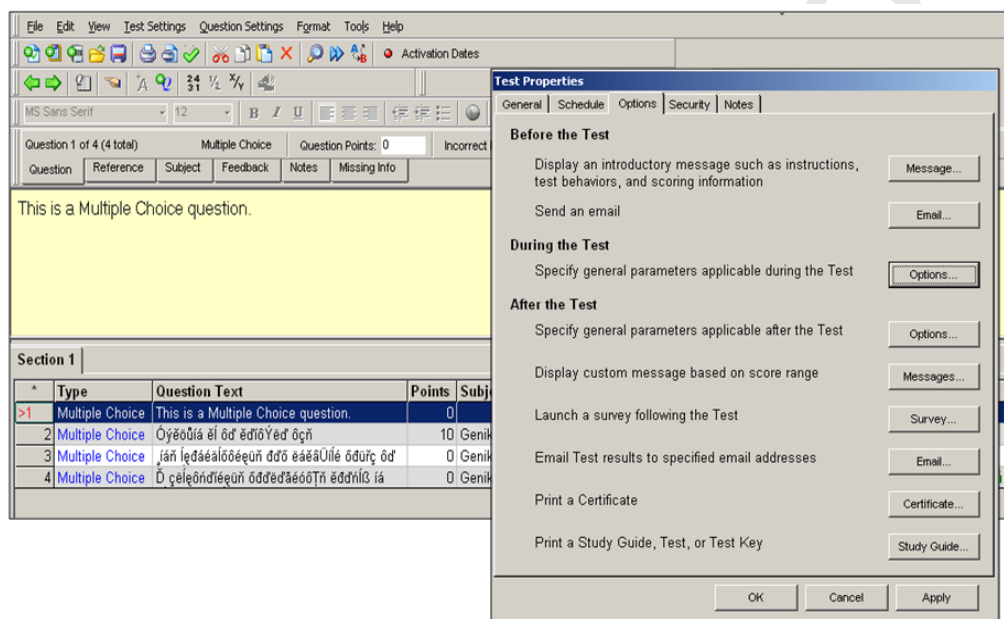 File Edit View Test Settings Question Settings Format Tools Help
Activation Dates
MS Sans Serif 12 B I U
Question 1 of 4 (4 total) Multiple Choice Question Points: 0 Incorrect
Question Reference Subject Feedback Notes Missing Info
This is a Multiple Choice question.
Section 1
* Type Question Text Points
>1 Multiple Choice This is a Multiple Choice question. 0
2 Multiple Choice 10 Genik
3 Multiple Choice 0 Genik
4 Multiple Choice 0 Genik
Test Properties
General Schedule Options Security Notes
Before the Test
Display an introductory message such as instructions,
test behaviors, and scoring information
Message...
Send an email
Email...
During the Test
Specify general parameters applicable during the Test
Options...
After the Test
Specify general parameters applicable after the Test
Options...
Display custom message based on score range
Messages...
Launch a survey following the Test
Survey...
Email Test results to specified email addresses
Email...
Print a Certificate
Certificate...
Print a Study Guide, Test, or Test Key
Study Guide...
OK Cancel Apply